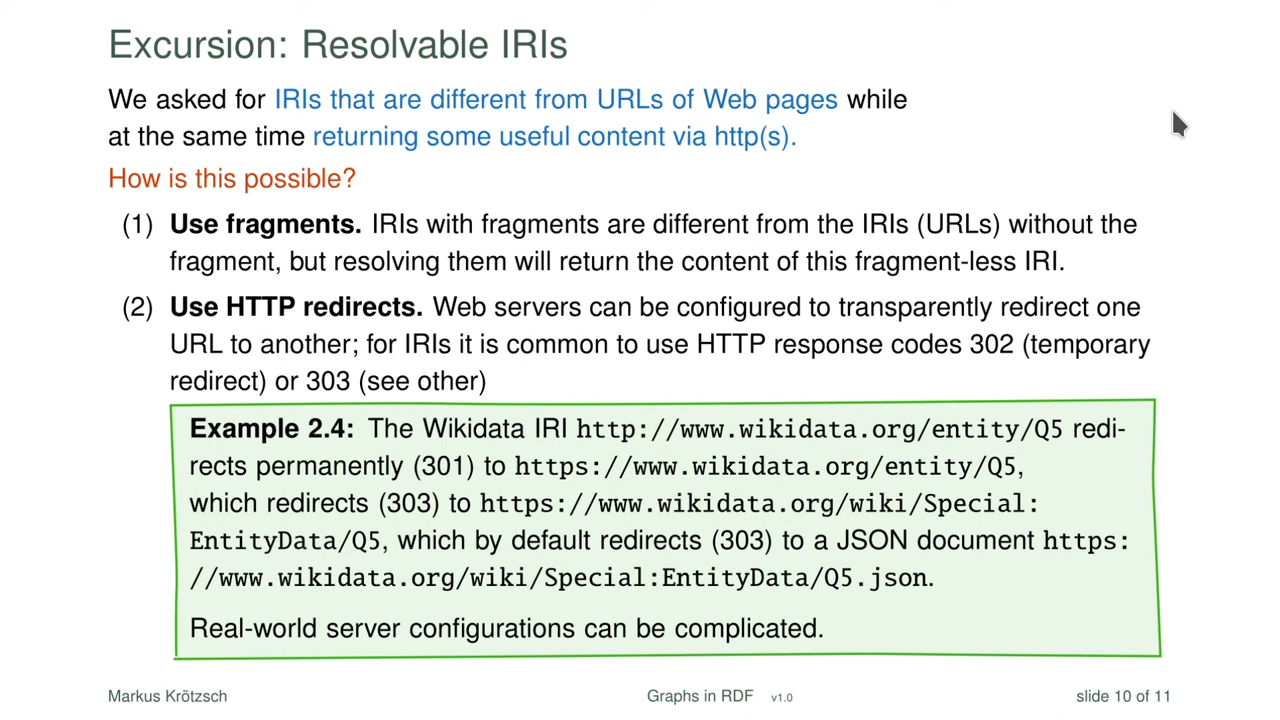 Excursion: Resolvable IRIs
We asked for IRIs that are different from URLs of Web pages while
at the same time returning some useful content via http(s).
How is this possible?
(1) Use fragments. IRIs with fragments are different from the IRIs (URLs) without the
fragment, but resolving them will return the content of this fragment-less IRI.
(2) Use HTTP redirects. Web servers can be configured to transparently redirect one
URL to another; for IRIs it is common to use HTTP response codes 302 (temporary
redirect) or 303 (see other)
Example 2.4: The Wikidata IRI http://www.wikidata.org/entity/Q5 redi-
rects permanently (301) to https://www.wikidata.org/entity/Q5,
which redirects (303) to https://www.wikidata.org/wiki/Special:
EntityData/Q5, which by default redirects (303) to a JSON document https:
//www.wikidata.org/wiki/Special:EntityData/Q5.json.
Real-world server configurations can be complicated.
Markus Krötzsch Graphs in RDF v1.0 slide 10 of 11